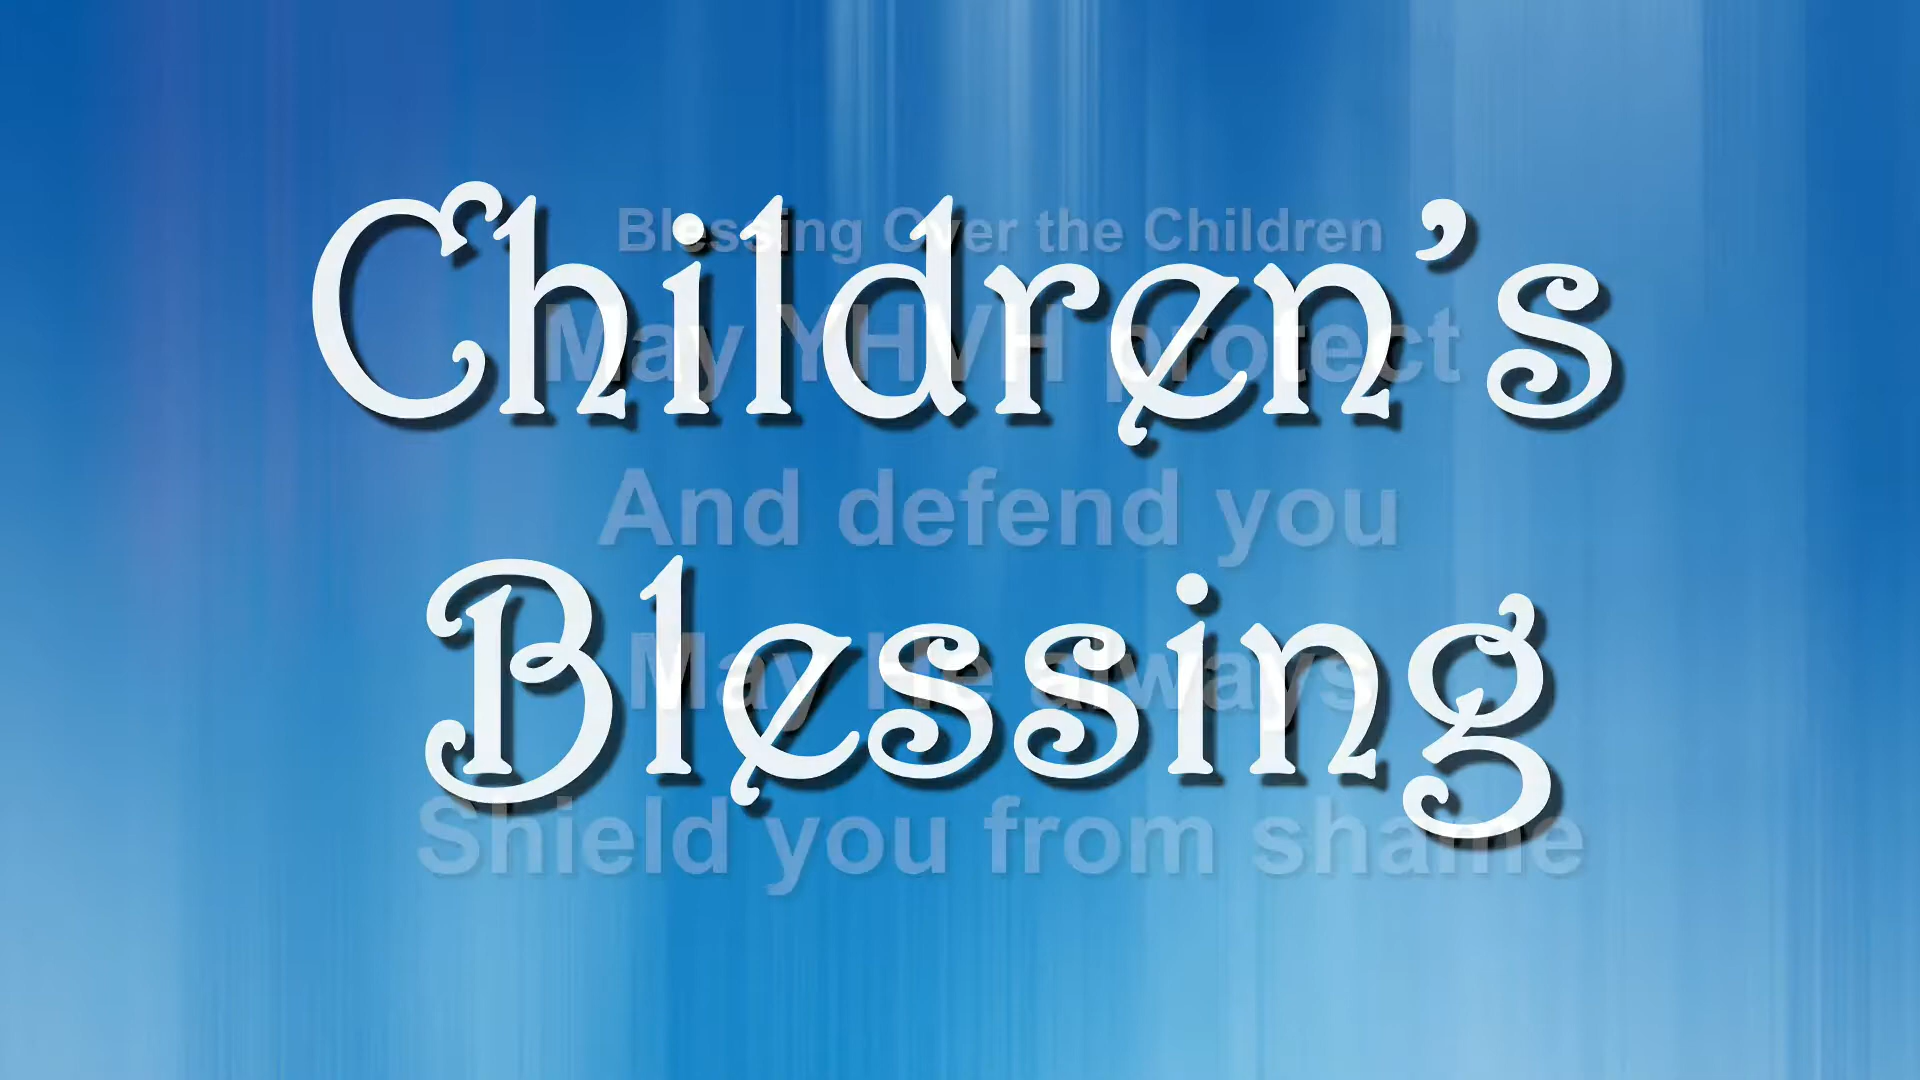 Children’s
Blessing
Blessing Over the Children
May YHVH protect
And defend you
May He always
Shield you from shame